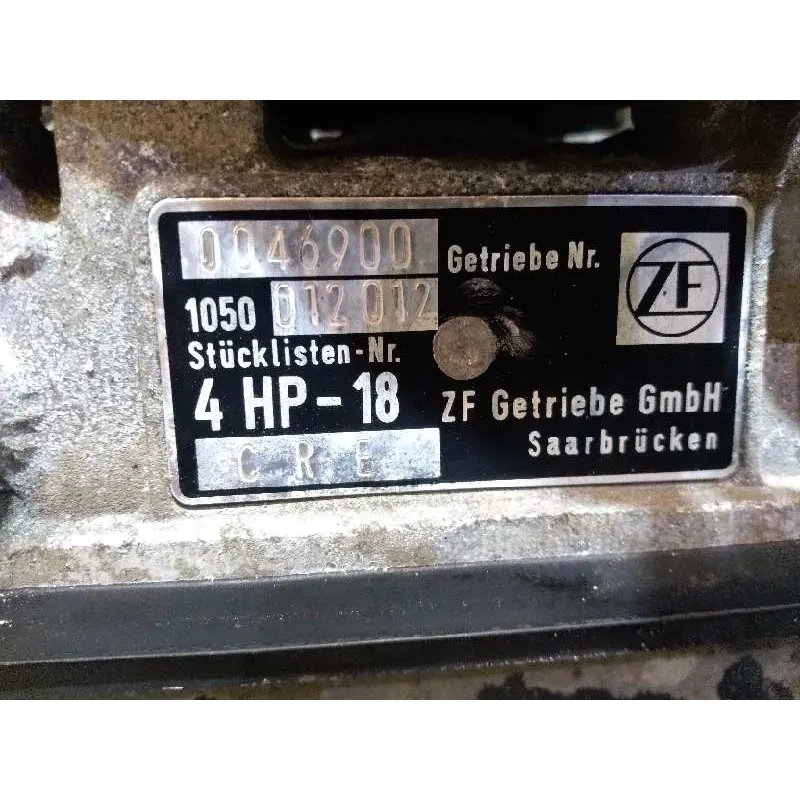 0046900 Getriebe Nr.
ZF
1050 012 012
Stücklisten-Nr.
4 HP-18 ZF Getriebe GmbH
Saarbrücken
CRE